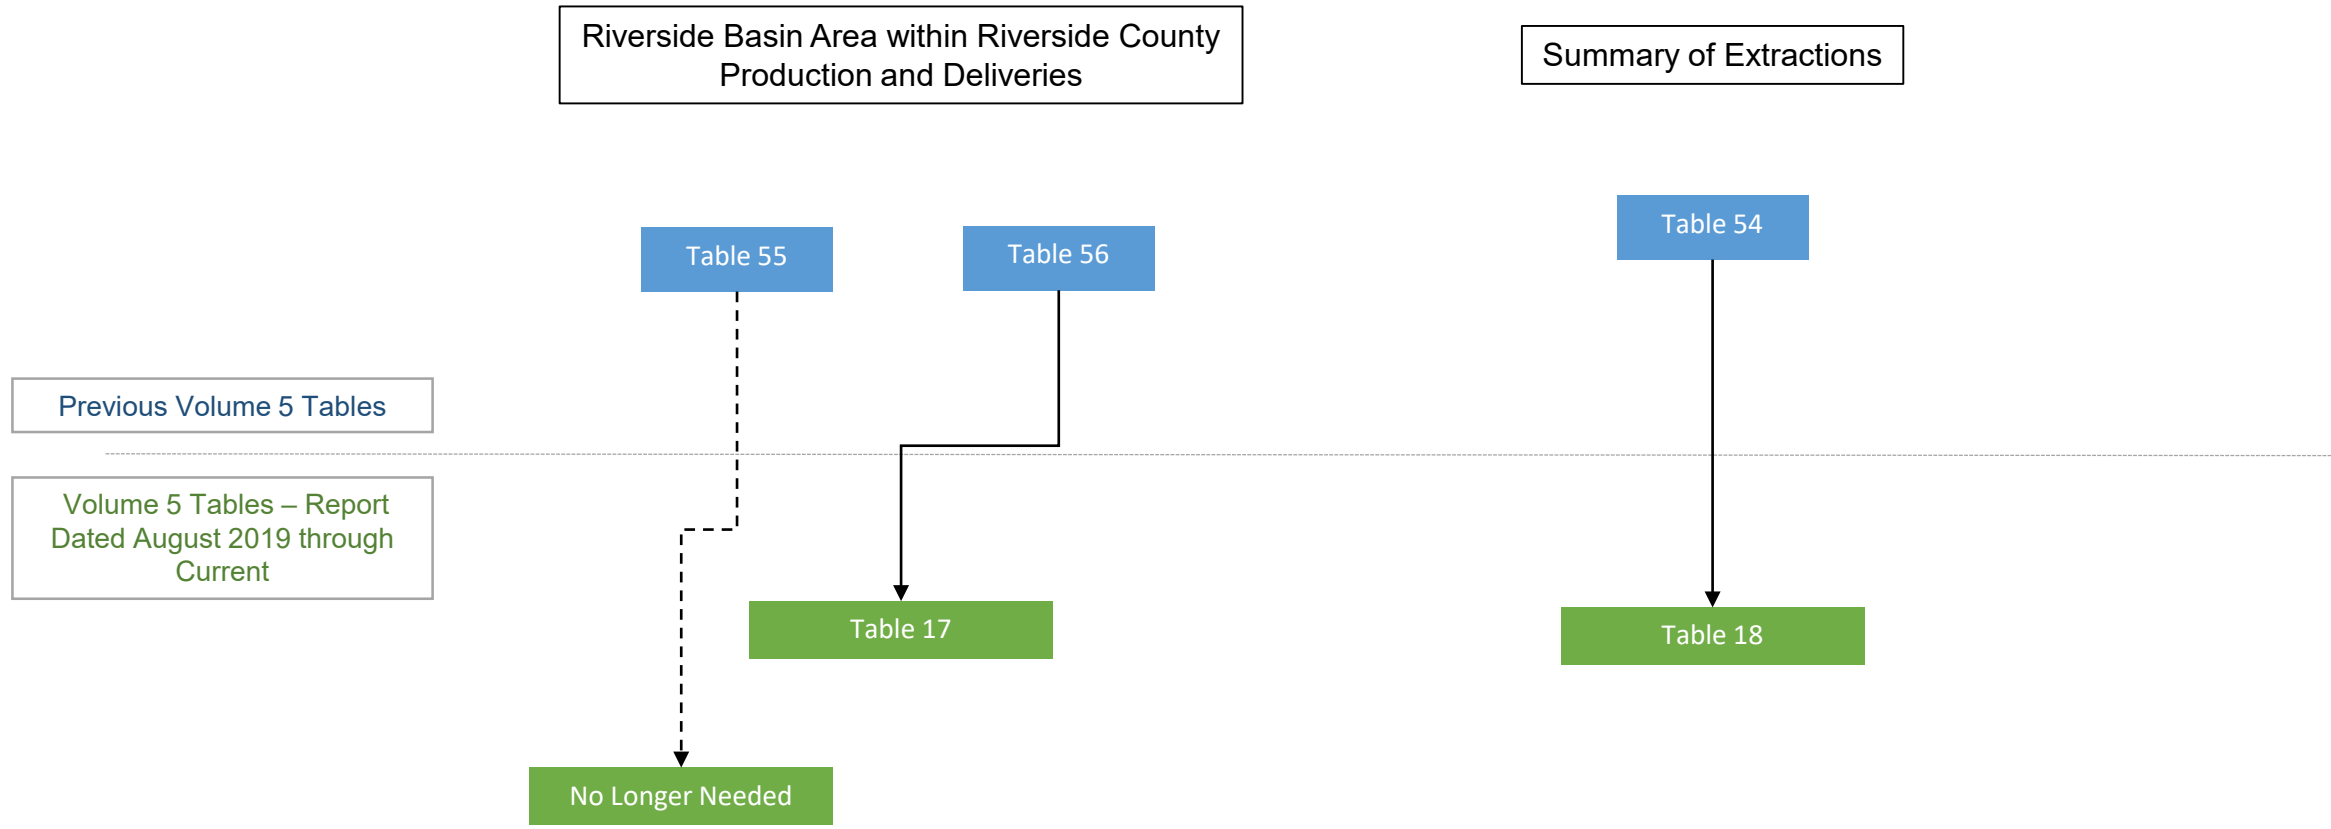 Riverside Basin Area within Riverside County
Production and Deliveries
Summary of Extractions
Table 55
Table 56
Table 54
Previous Volume 5 Tables
Volume 5 Tables – Report
Dated August 2019 through
Current
Table 17
Table 18
No Longer Needed